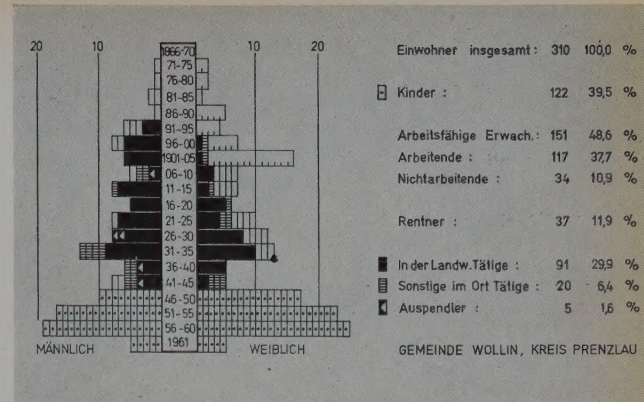 20 10 10 20
1866-70
71-75
76-80
81-85
86-90
91-95
96-00
1901-05
06-10
11-15
16-20
21-25
26-30
31-35
36-40
41-45
46-50
51-55
56-60
1961
MÄNNLICH WEIBLICH
Einwohner insgesamt : 310 100,0 %
Kinder : 122 39,5 %
Arbeitsfähige Erwach. : 151 48,6 %
Arbeitende : 117 37,7 %
Nichtarbeitende : 34 10,9 %
Rentner : 37 11,9 %
In der Landw. Tätige : 91 29,9 %
Sonstige im Ort Tätige : 20 6,4 %
Auspendler : 5 1,6 %
GEMEINDE WOLLIN, KREIS PRENZLAU